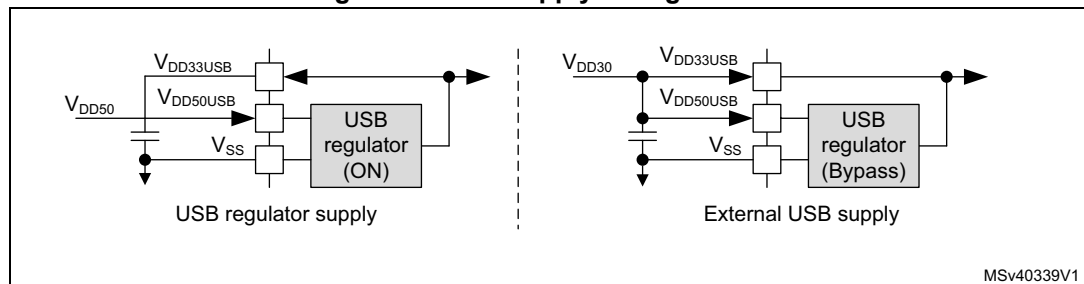 V_DD33USB
V_DD50
V_DD50USB
V_SS
USB
regulator
(ON)
USB regulator supply
V_DD30
V_DD33USB
V_DD50USB
V_SS
USB
regulator
(Bypass)
External USB supply
MSv40339V1